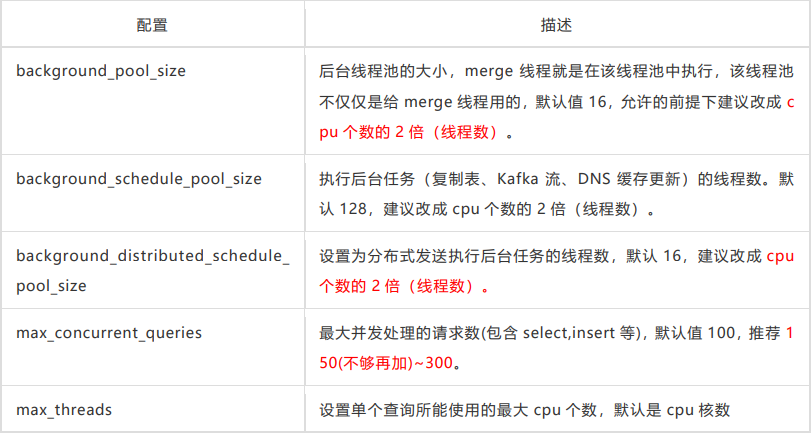 配置
描述
background_pool_size
后台线程池的大小，merge 线程就是在该线程池中执行，该线程池
不仅仅是给 merge 线程用的，默认值 16，允许的前提下建议改成 c
pu 个数的 2 倍（线程数）。
background_schedule_pool_size
执行后台任务（复制表、Kafka 流、DNS 缓存更新）的线程数。默
认 128，建议改成 cpu 个数的 2 倍（线程数）。
background_distributed_schedule_
pool_size
设置为分布式发送执行后台任务的线程数，默认 16，建议改成 cpu
个数的 2 倍（线程数）。
max_concurrent_queries
最大并发处理的请求数(包含 select,insert 等)，默认值 100，推荐 1
50(不够再加)~300。
max_threads
设置单个查询所能使用的最大 cpu 个数，默认是 cpu 核数